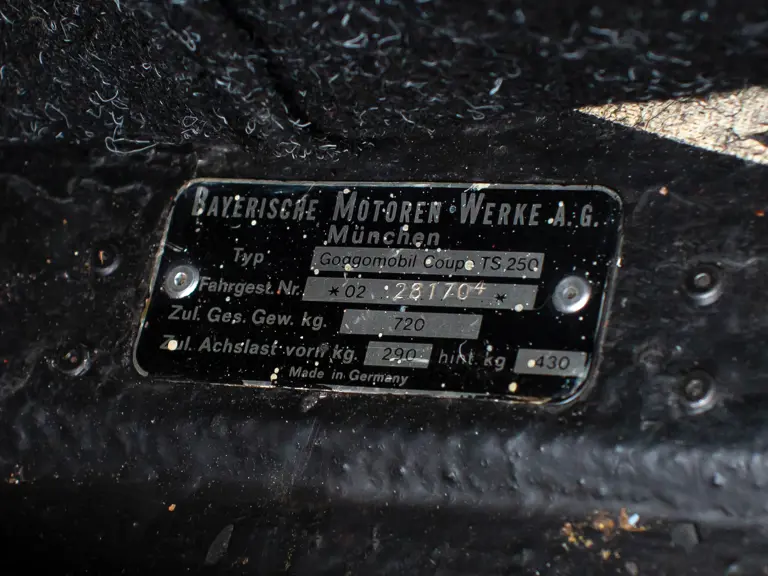 BAYERISCHE MOTOREN WERKE A.G.
München
Typ Goggomobil Coupe TS 250
Fahrgest. Nr. *02 281704 *
Zul. Ges. Gew. kg. 720
Zul. Achslast vorn kg. 290 hint. kg 430
Made in Germany